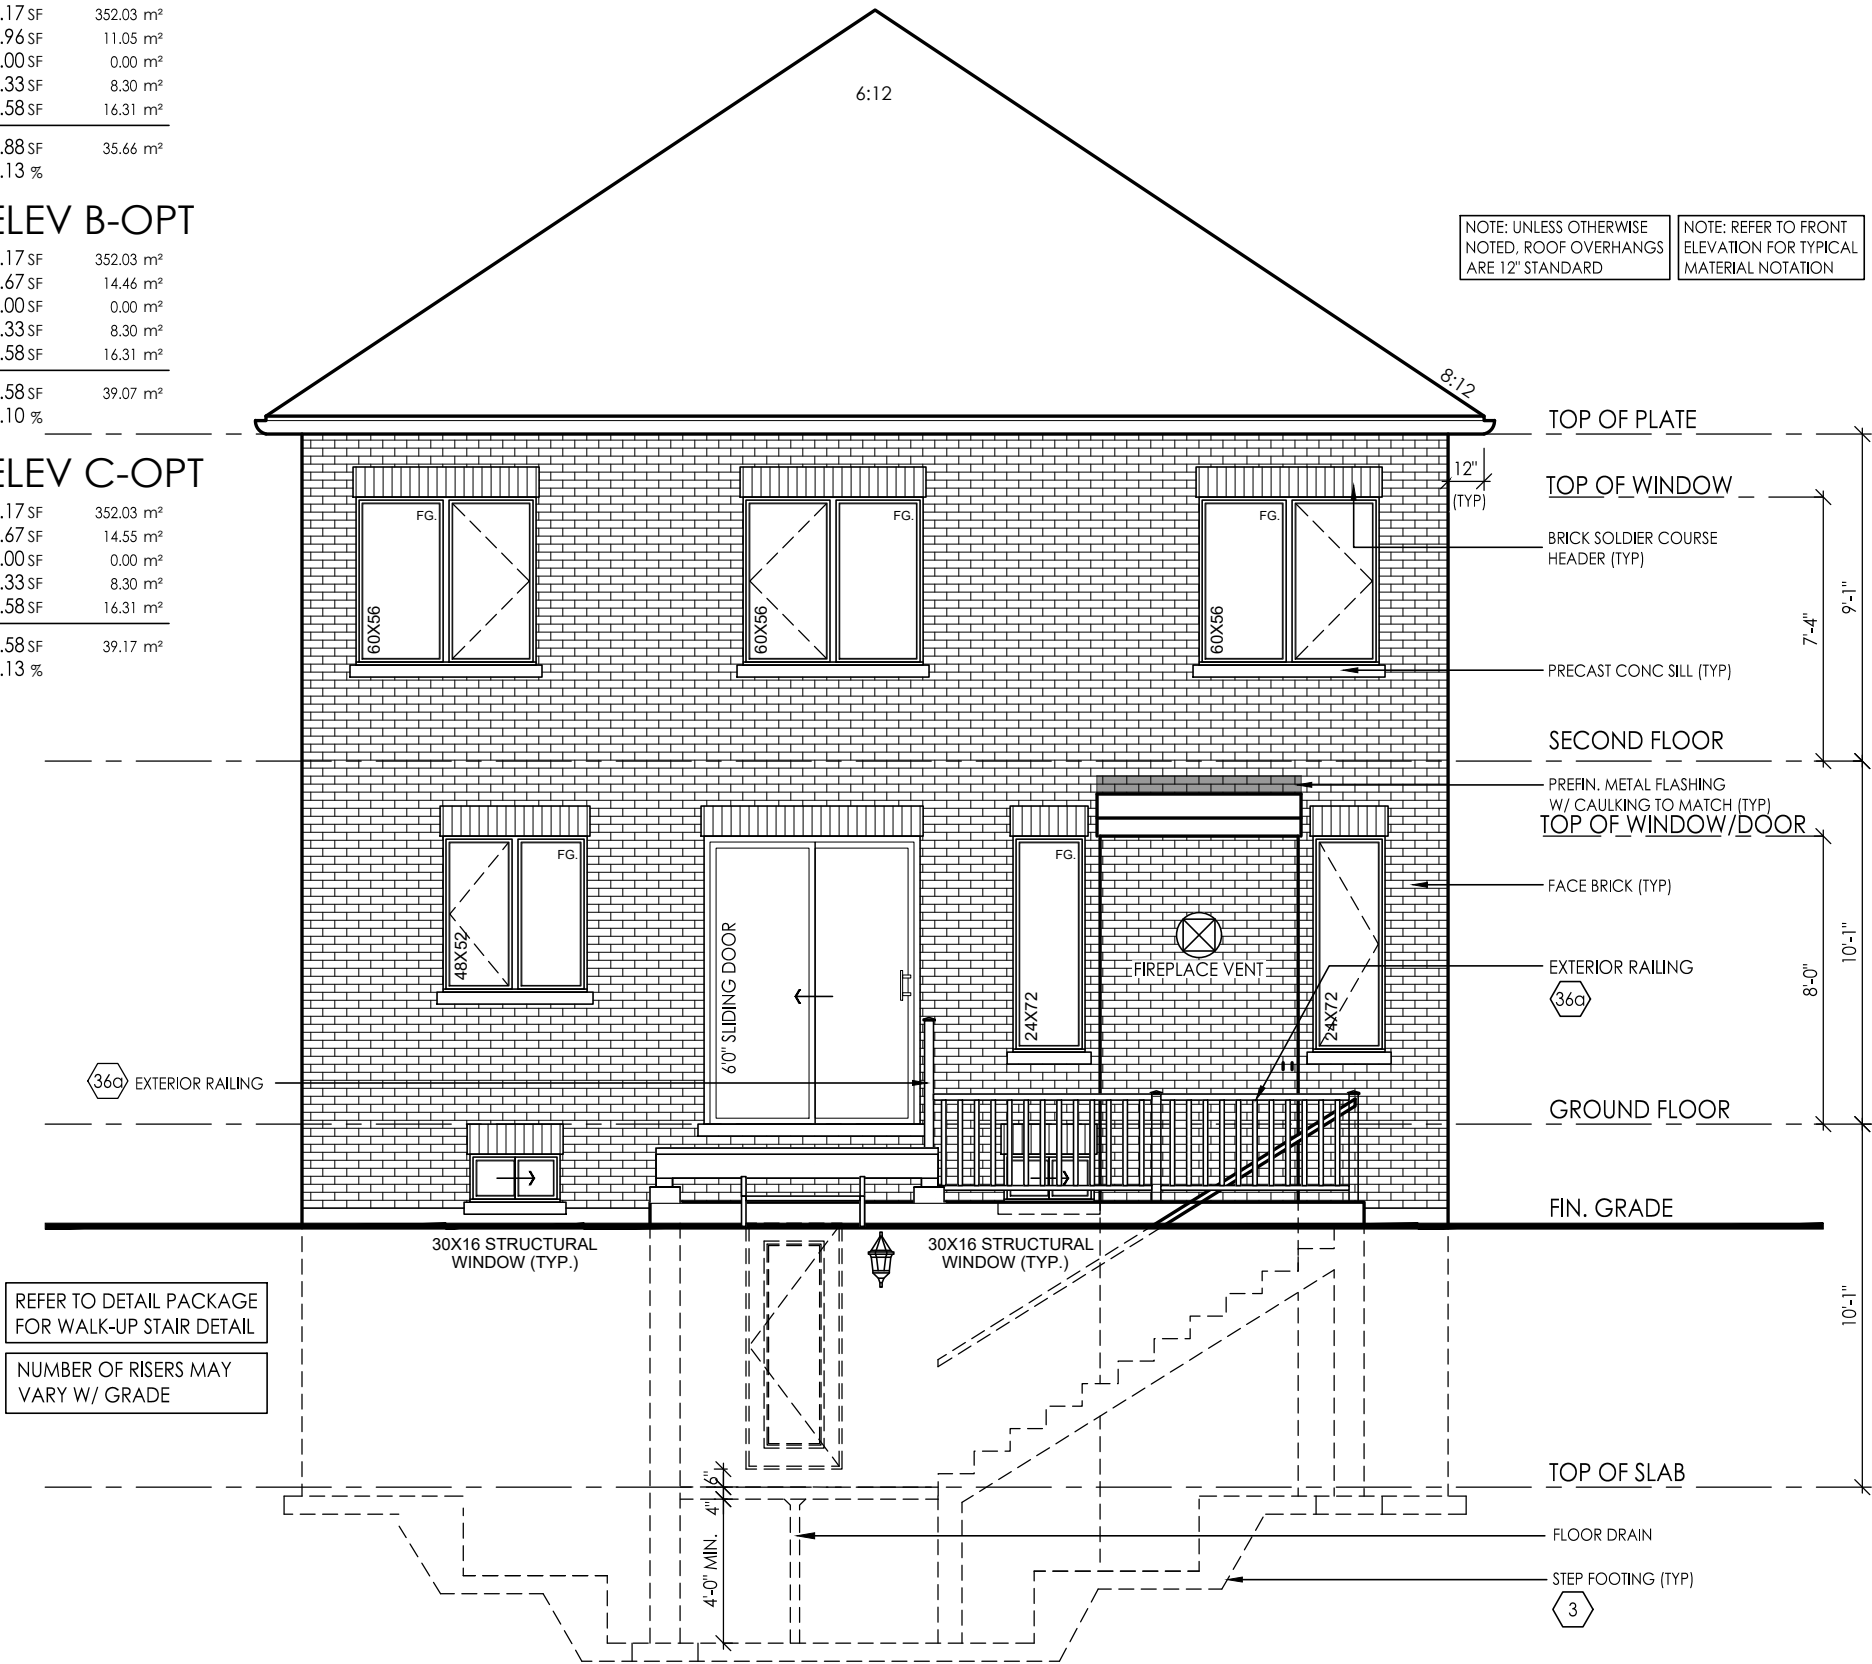 .17 SF 352.03 m²
.96 SF 11.05 m²
.00 SF 0.00 m²
.33 SF 8.30 m²
.58 SF 16.31 m²
.88 SF 35.66 m²
.13 %
ELEV B-OPT
.17 SF 352.03 m²
.67 SF 14.46 m²
.00 SF 0.00 m²
.33 SF 8.30 m²
.58 SF 16.31 m²
.58 SF 39.07 m²
.10 %
ELEV C-OPT
.17 SF 352.03 m²
.67 SF 14.55 m²
.00 SF 0.00 m²
.33 SF 8.30 m²
.58 SF 16.31 m²
.58 SF 39.17 m²
.13 %
6:12
8:12
NOTE: UNLESS OTHERWISE
NOTED, ROOF OVERHANGS
ARE 12" STANDARD
NOTE: REFER TO FRONT
ELEVATION FOR TYPICAL
MATERIAL NOTATION
TOP OF PLATE
12"
(TYP)
TOP OF WINDOW
BRICK SOLDIER COURSE
HEADER (TYP)
FG.
FG.
FG.
60X56
60X56
60X56
7'-4"
9'-1"
PRECAST CONC SILL (TYP)
SECOND FLOOR
PREFIN. METAL FLASHING
W/ CAULKING TO MATCH (TYP)
TOP OF WINDOW/DOOR
FG.
FG.
FACE BRICK (TYP)
48X52
6'0" SLIDING DOOR
24X72
FIREPLACE VENT
24X72
EXTERIOR RAILING
36a
8'-0"
10'-1"
36a EXTERIOR RAILING
GROUND FLOOR
FIN. GRADE
30X16 STRUCTURAL
WINDOW (TYP.)
30X16 STRUCTURAL
WINDOW (TYP.)
REFER TO DETAIL PACKAGE
FOR WALK-UP STAIR DETAIL
NUMBER OF RISERS MAY
VARY W/ GRADE
10'-1"
TOP OF SLAB
6"
4"
4'-0" MIN.
FLOOR DRAIN
STEP FOOTING (TYP)
3